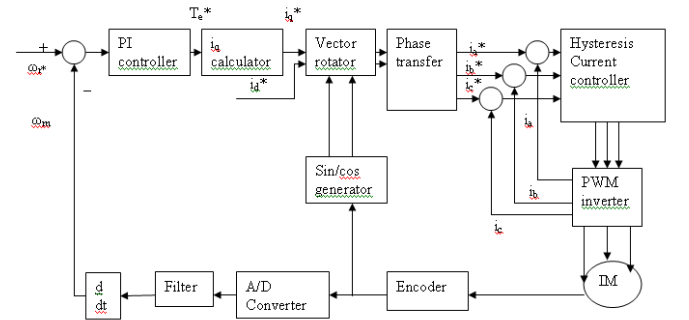 Te* iq*
+
ωr*
PI
controller
iq
calculator
Vector
rotator
Phase
transfer
ia*
ib*
ic*
Hysteresis
Current
controller
id*
−
ωm
ia
ib
ic
Sin/cos
generator
PWM
inverter
d
dt
Filter
A/D
Converter
Encoder
IM